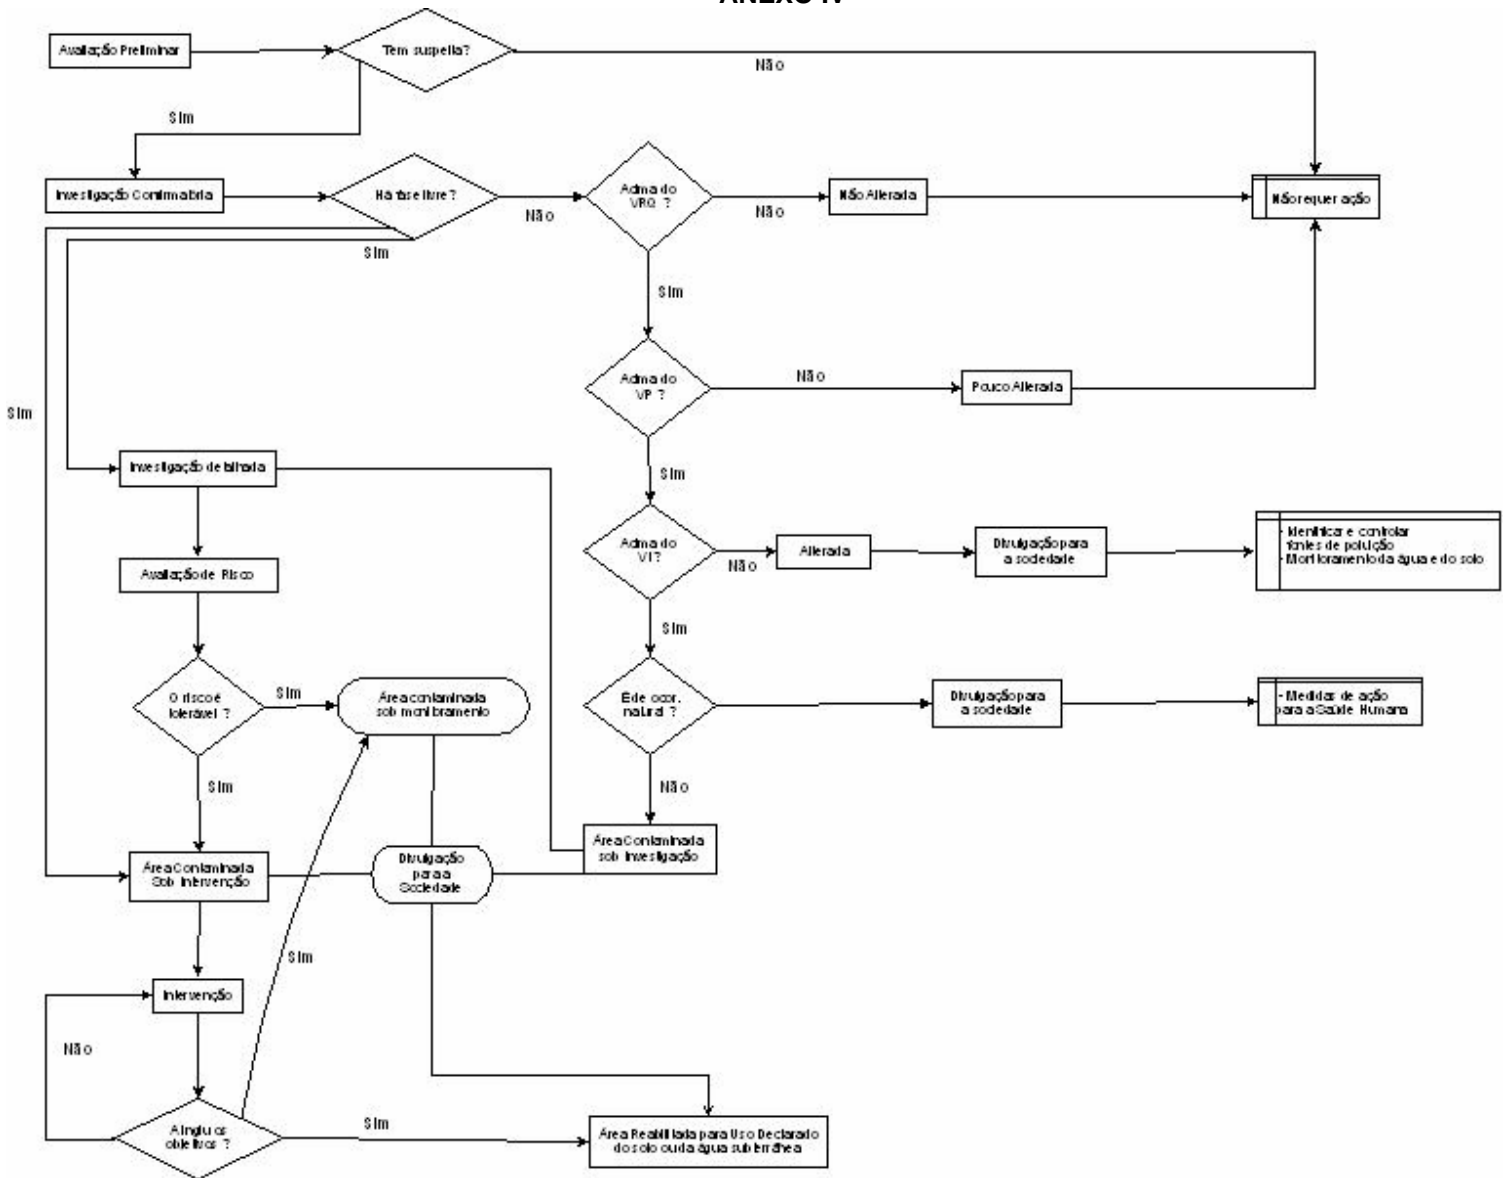 ANEXO IV
Avaliação Preliminar
Tem suspeita?
Não
Sim
Investigação Confirmatória
Há fase livre?
Não
Acima do
VRQ ?
Não
Não Alterada
Não requer ação
Sim
Sim
Acima do
VP ?
Não
Pouco Alterada
Sim
Sim
Investigação detalhada
Acima do
VI?
Não
Alterada
Divulgação para
a sociedade
- Identificar e controlar
fontes de poluição
- Monitoramento da água e do solo
Avaliação de Risco
Sim
O risco é
tolerável ?
Sim
Área contaminada
sob monitoramento
É de ocor.
natural ?
Divulgação para
a sociedade
- Medidas de ação
para a Saúde Humana
Sim
Não
Área Contaminada
sob Investigação
Área Contaminada
Sob Intervenção
Divulgação
para a
Sociedade
Sim
Intervenção
Não
Atingiu os
objetivos ?
Sim
Área Reabilitada para Uso Declarado
do solo ou da água subterrânea